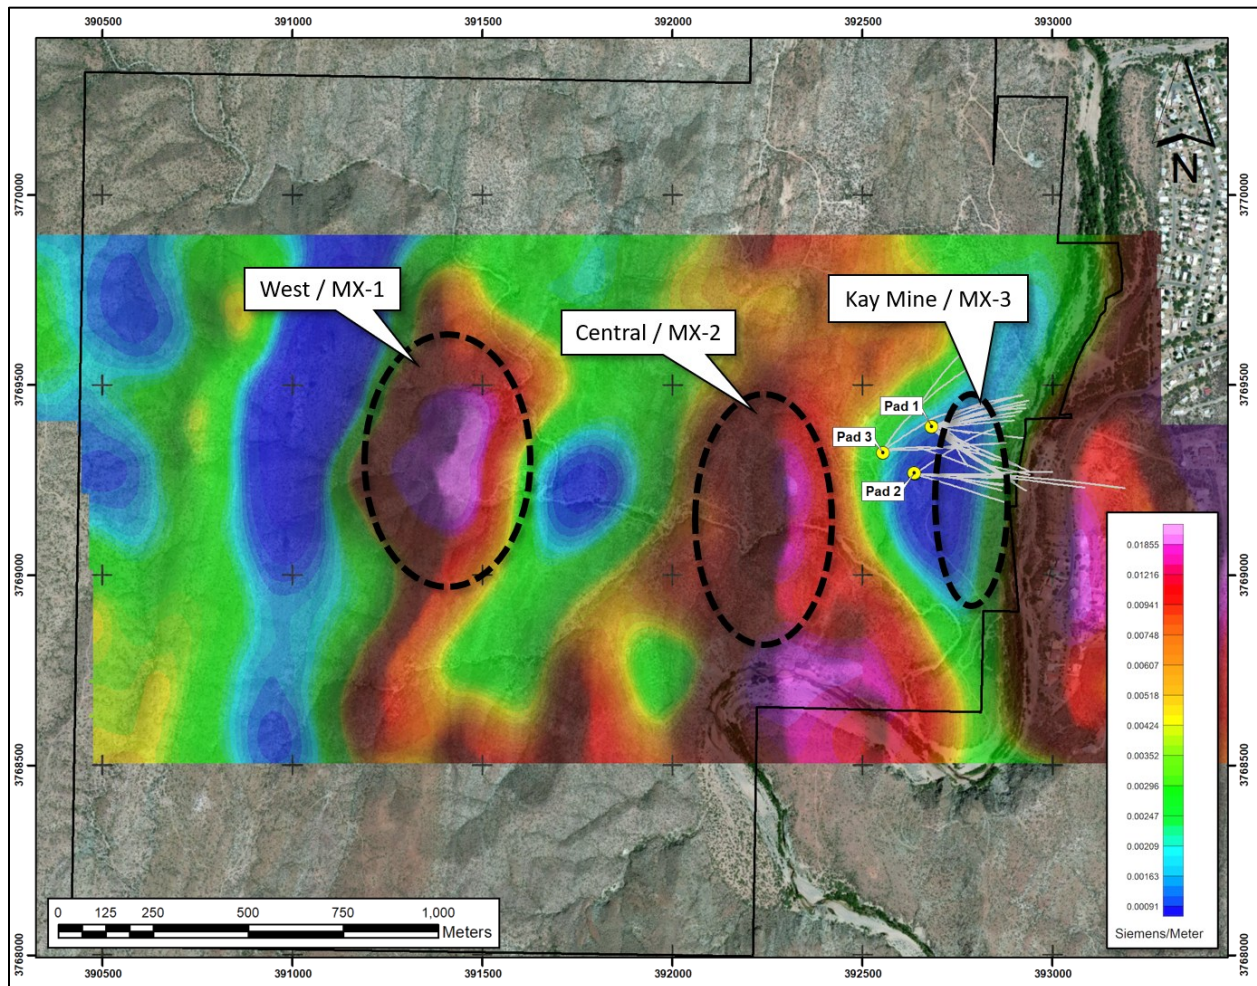 390500 391000 391500 392000 392500 393000
N
3770000 3770000
West / MX-1
Kay Mine / MX-3
Central / MX-2
3769500 3769500
Pad 1
Pad 3
Pad 2
0.01855
0.01216
3769000 3769000
0.00941
0.00748
0.00607
0.00518
0.00424
0.00352
0.00296
3768500 3768500
0.00247
0.00209
0.00163
0.00091
Siemens/Meter
0 125 250 500 750 1,000
Meters
3768000 3768000
390500 391000 391500 392000 392500 393000